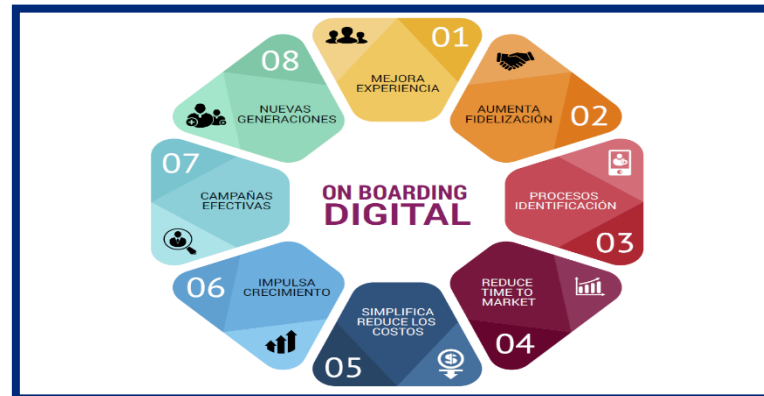 01
MEJORA
EXPERIENCIA
AUMENTA
FIDELIZACIÓN
02
PROCESOS
IDENTIFICACIÓN
03
REDUCE
TIME TO
MARKET
04
SIMPLIFICA
REDUCE LOS
COSTOS
05
$
06
IMPULSA
CRECIMIENTO
07
CAMPAÑAS
EFECTIVAS
08
NUEVAS
GENERACIONES
ON BOARDING
DIGITAL